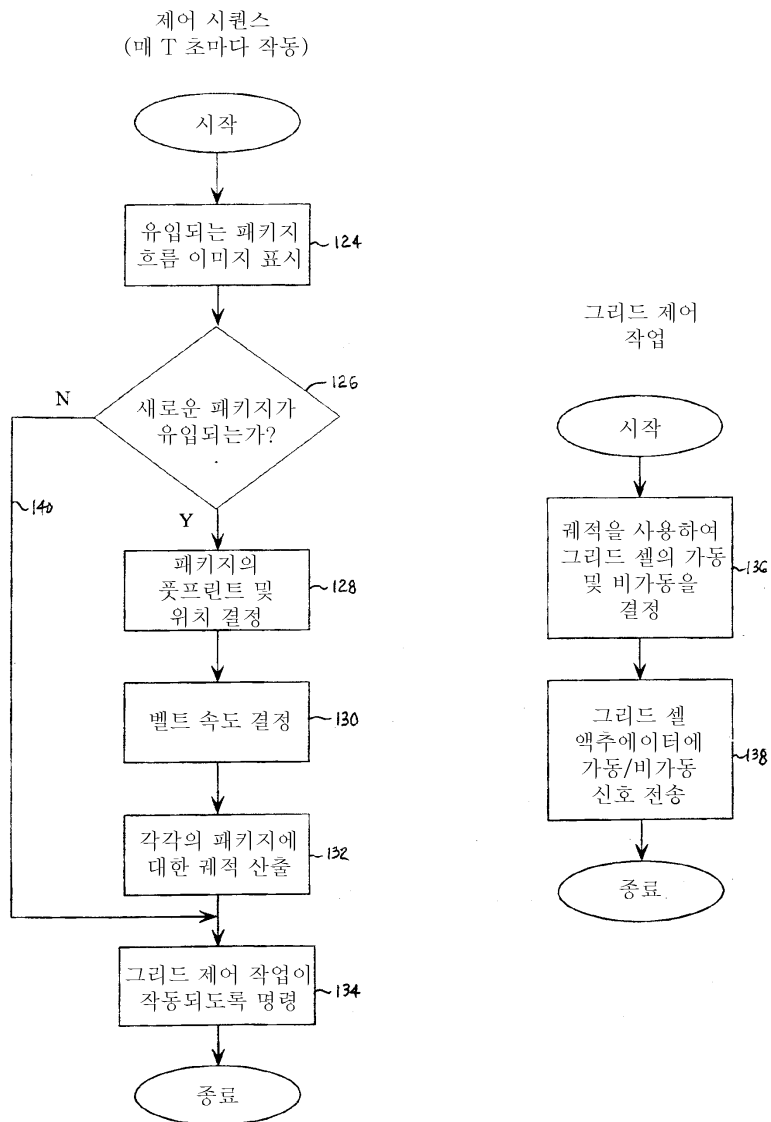 제어 시퀀스
(매 T 초마다 작동)
시작
유입되는 패키지
흐름 이미지 표시
124
126
N
새로운 패키지가
유입되는가?
140
Y
패키지의
풋프린트 및
위치 결정
128
벨트 속도 결정
130
각각의 패키지에
대한 궤적 산출
132
그리드 제어 작업이
작동되도록 명령
134
종료
그리드 제어
작업
시작
궤적을 사용하여
그리드 셀의 가동
및 비가동을
결정
136
그리드 셀
액추에이터에
가동/비가동
신호 전송
138
종료